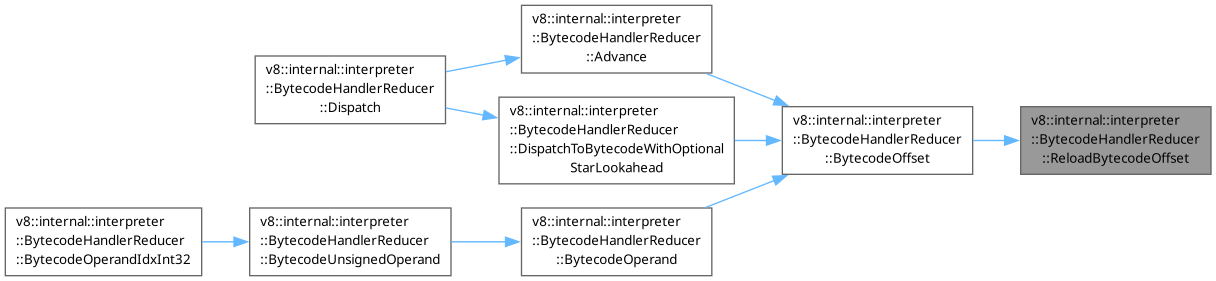 v8::internal::interpreter
::BytecodeHandlerReducer
::Advance
v8::internal::interpreter
::BytecodeHandlerReducer
::Dispatch
v8::internal::interpreter
::BytecodeHandlerReducer
::DispatchToBytecodeWithOptional
StarLookahead
v8::internal::interpreter
::BytecodeHandlerReducer
::BytecodeOffset
v8::internal::interpreter
::BytecodeHandlerReducer
::ReloadBytecodeOffset
v8::internal::interpreter
::BytecodeHandlerReducer
::BytecodeOperandIdxInt32
v8::internal::interpreter
::BytecodeHandlerReducer
::BytecodeUnsignedOperand
v8::internal::interpreter
::BytecodeHandlerReducer
::BytecodeOperand